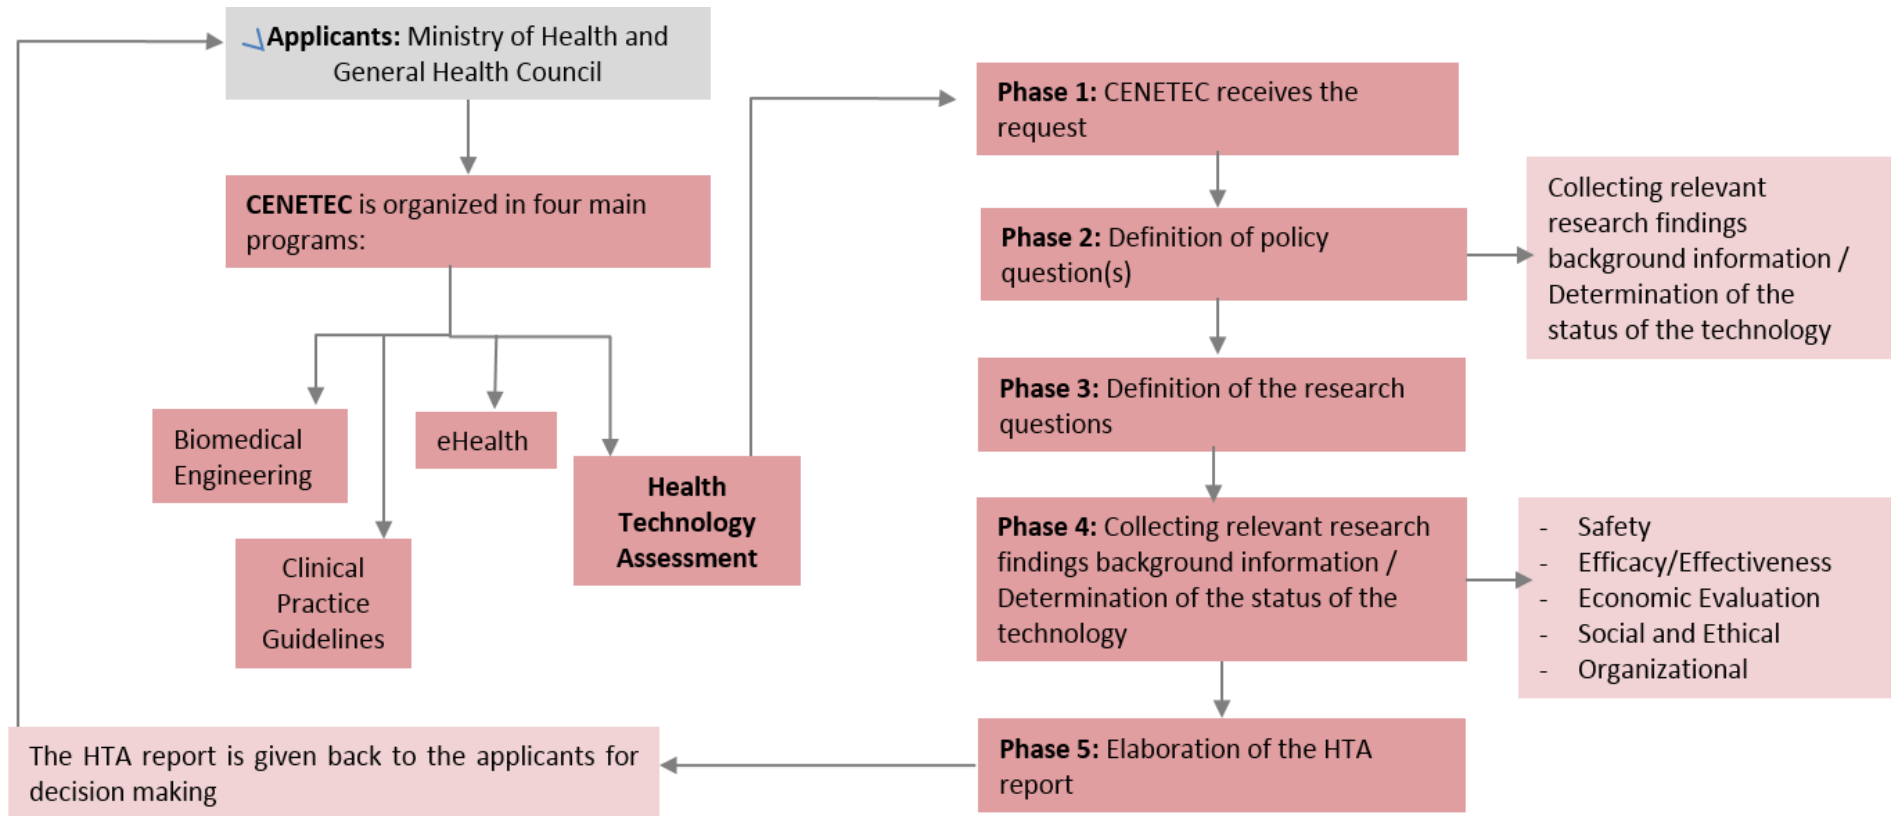 Applicants: Ministry of Health and
General Health Council
CENETEC is organized in four main
programs:
Biomedical
Engineering
Clinical
Practice
Guidelines
eHealth
Health
Technology
Assessment
Phase 1: CENETEC receives the
request
Phase 2: Definition of policy
question(s)
Collecting relevant
research findings
background information /
Determination of the
status of the technology
Phase 3: Definition of the research
questions
Phase 4: Collecting relevant research
findings background information /
Determination of the status of the
technology
- Safety
- Efficacy/Effectiveness
- Economic Evaluation
- Social and Ethical
- Organizational
Phase 5: Elaboration of the HTA
report
The HTA report is given back to the applicants for
decision making